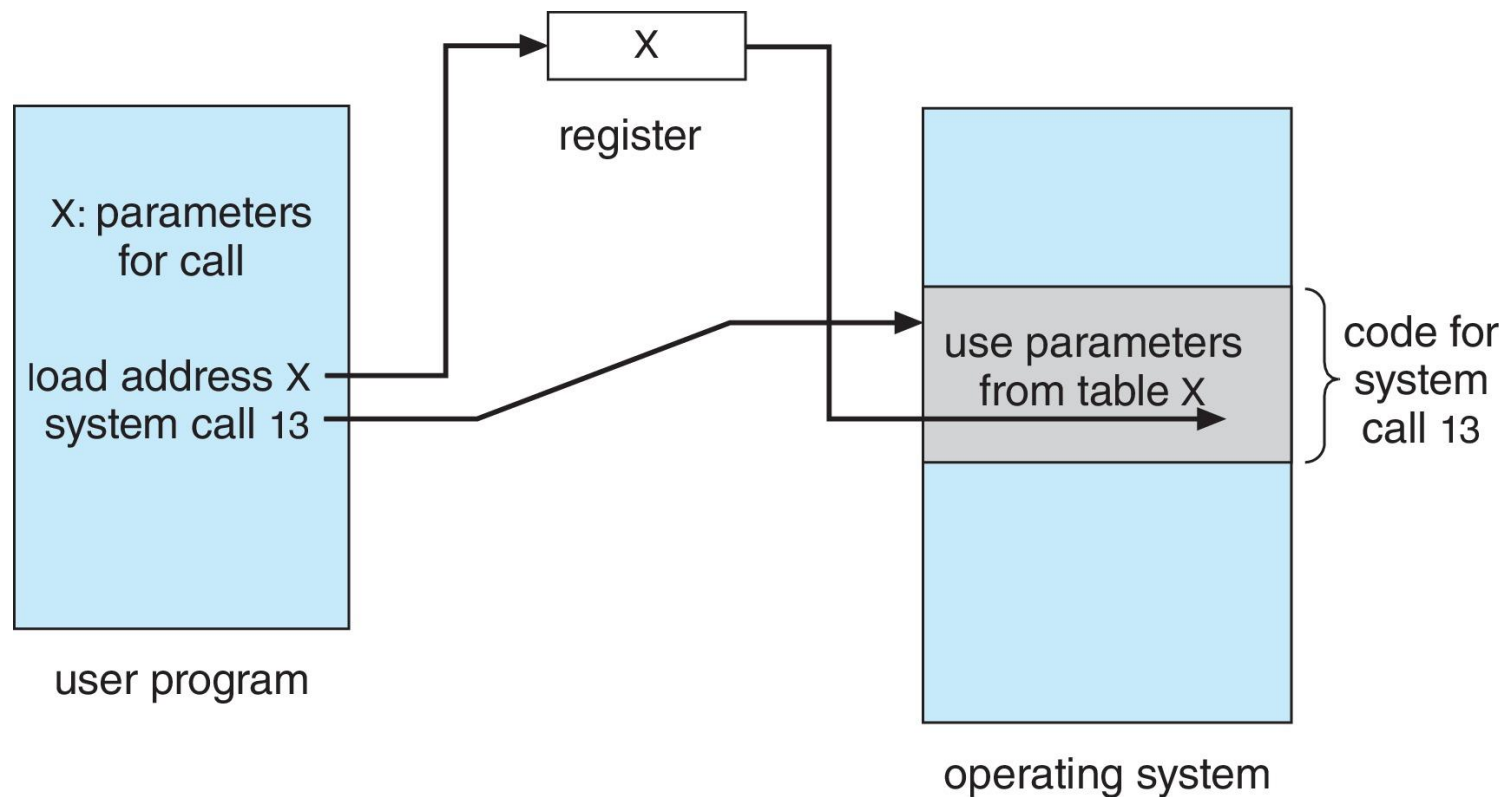 X
register
X: parameters
for call
load address X
system call 13
user program
use parameters
from table X
code for
system
call 13
operating system